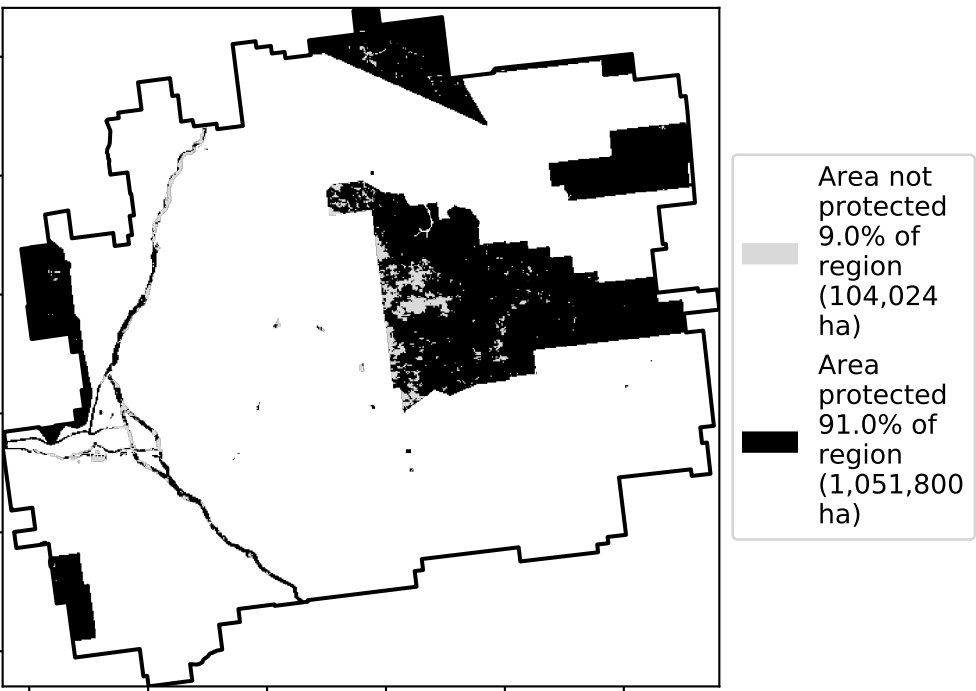 Area not
protected
9.0% of
region
(104,024
ha)
Area
protected
91.0% of
region
(1,051,800
ha)